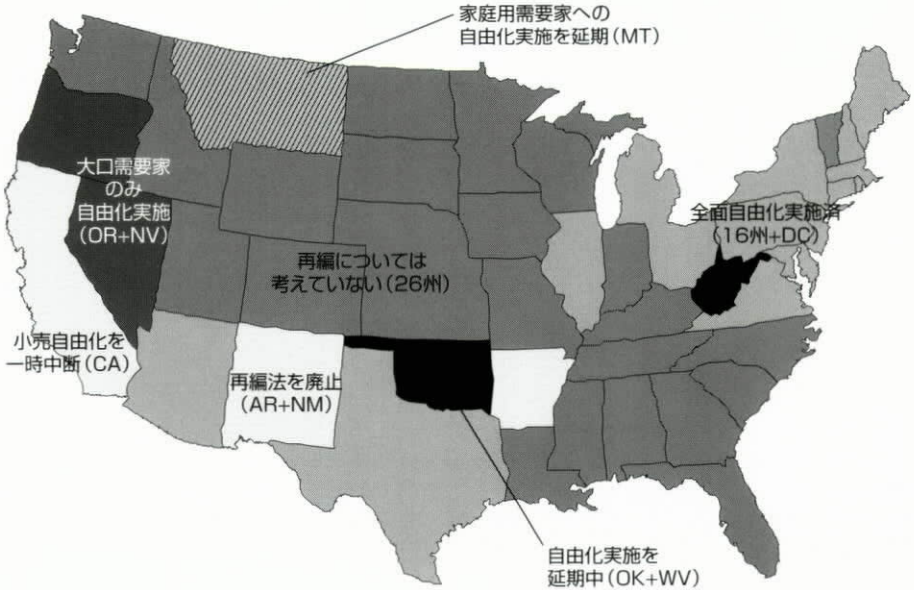 家庭用需要家への
自由化実施を延期(MT)
大口需要家
のみ
自由化実施
(OR+NV)
全面自由化実施済
(16州+DC)
再編については
考えていない(26州)
小売自由化を
一時中断(CA)
再編法を廃止
(AR+NM)
自由化実施を
延期中(OK+WV)